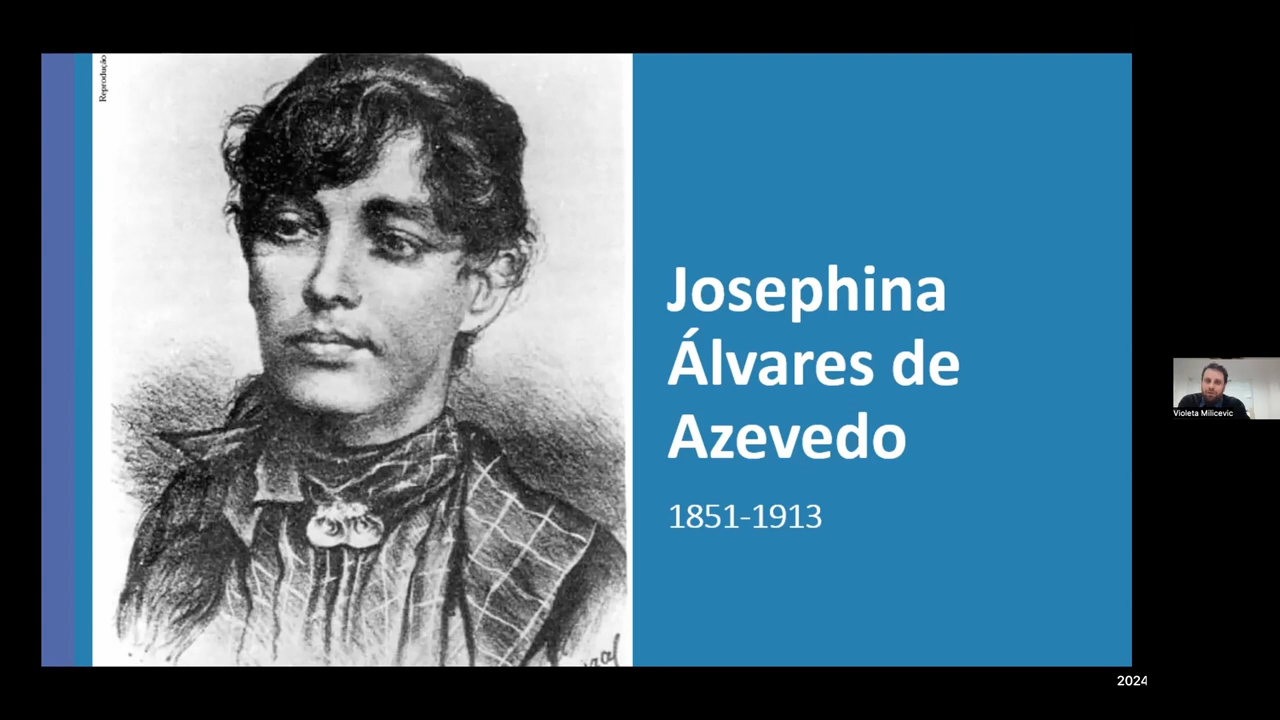 Reprodução
Josephina
Álvares de
Azevedo
1851-1913
Violeta Milicevic
2024